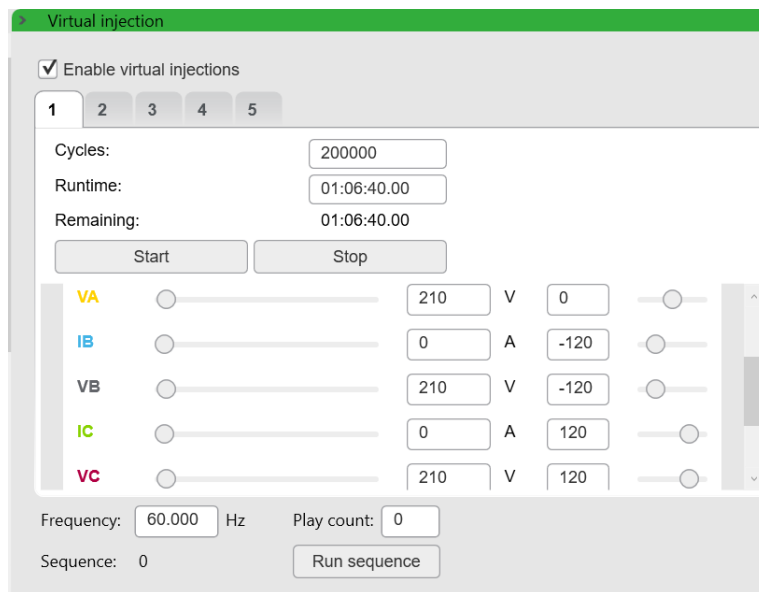 Virtual injection
Enable virtual injections
1 2 3 4 5
Cycles: 200000
Runtime: 01:06:40.00
Remaining: 01:06:40.00
Start Stop
VA 210 V 0
IB 0 A -120
VB 210 V -120
IC 0 A 120
VC 210 V 120
Frequency: 60.000 Hz Play count: 0
Sequence: 0 Run sequence